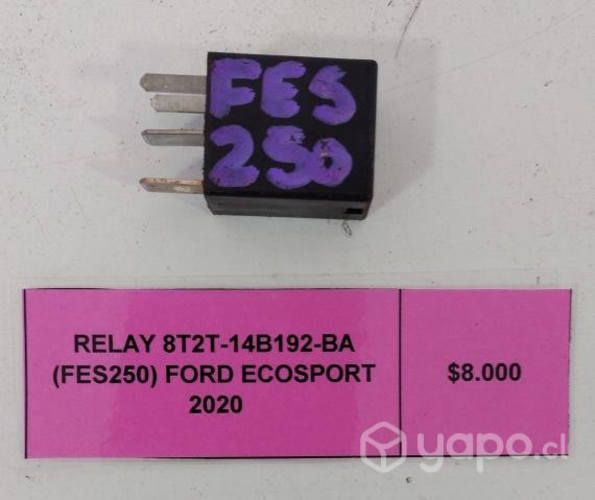 FES
250
RELAY 8T2T-14B192-BA
(FES250) FORD ECOSPORT
2020
$8.000
yapo.cl